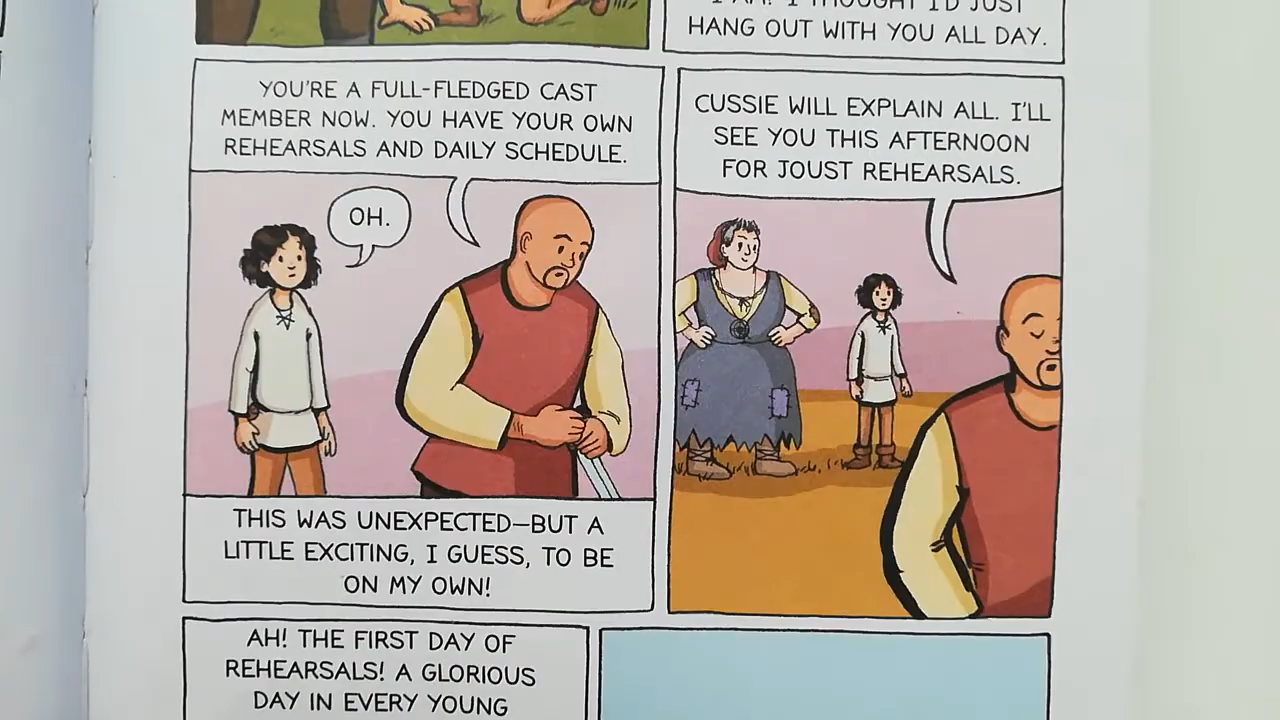 I AM! I THOUGHT I'D JUST
HANG OUT WITH YOU ALL DAY.
YOU'RE A FULL-FLEDGED CAST
MEMBER NOW. YOU HAVE YOUR OWN
REHEARSALS AND DAILY SCHEDULE.
OH.
THIS WAS UNEXPECTED—BUT A
LITTLE EXCITING, I GUESS, TO BE
ON MY OWN!
CUSSIE WILL EXPLAIN ALL. I'LL
SEE YOU THIS AFTERNOON
FOR JOUST REHEARSALS.
AH! THE FIRST DAY OF
REHEARSALS! A GLORIOUS
DAY IN EVERY YOUNG